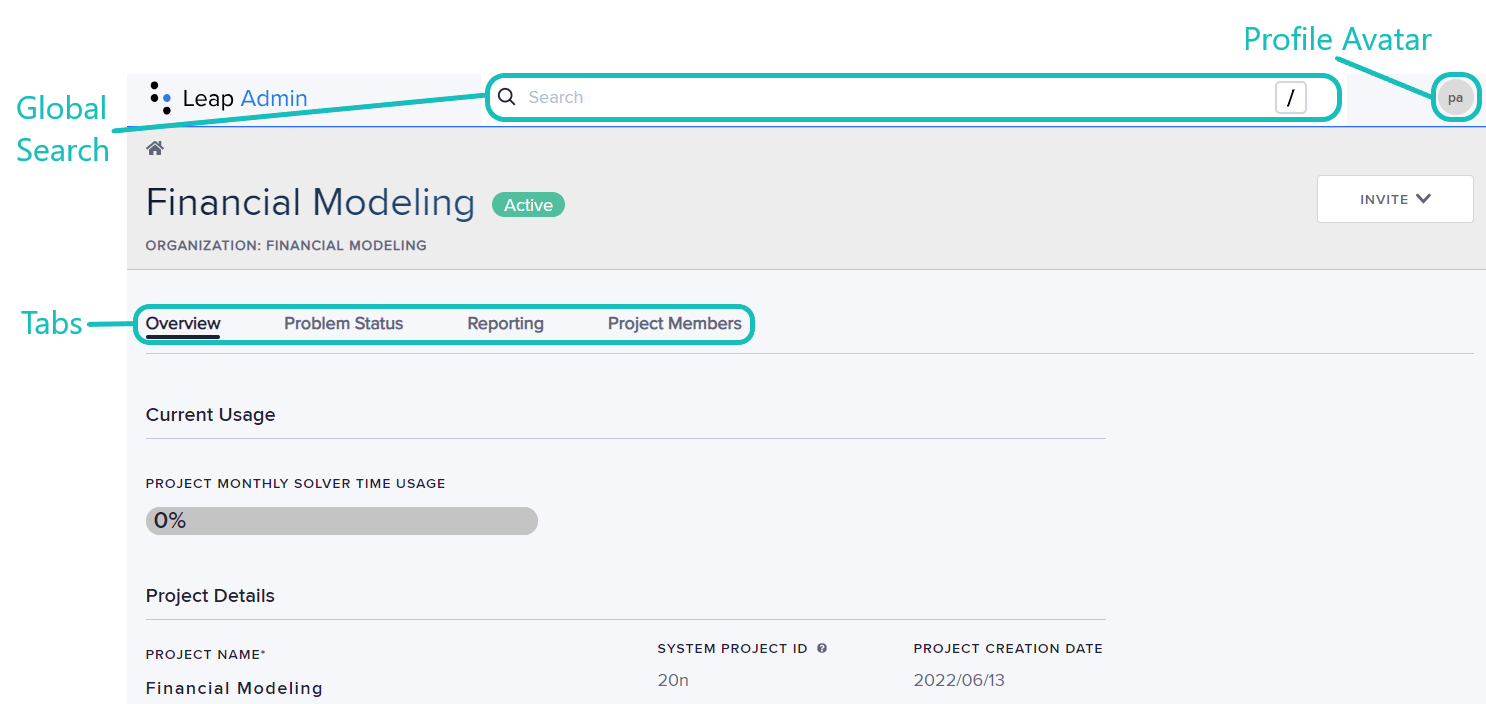 Profile Avatar
Global
Search
Leap Admin
Search
/
pa
Financial Modeling
Active
INVITE
ORGANIZATION: FINANCIAL MODELING
Tabs
Overview
Problem Status
Reporting
Project Members
Current Usage
PROJECT MONTHLY SOLVER TIME USAGE
0%
Project Details
PROJECT NAME*
SYSTEM PROJECT ID ?
PROJECT CREATION DATE
Financial Modeling
20n
2022/06/13